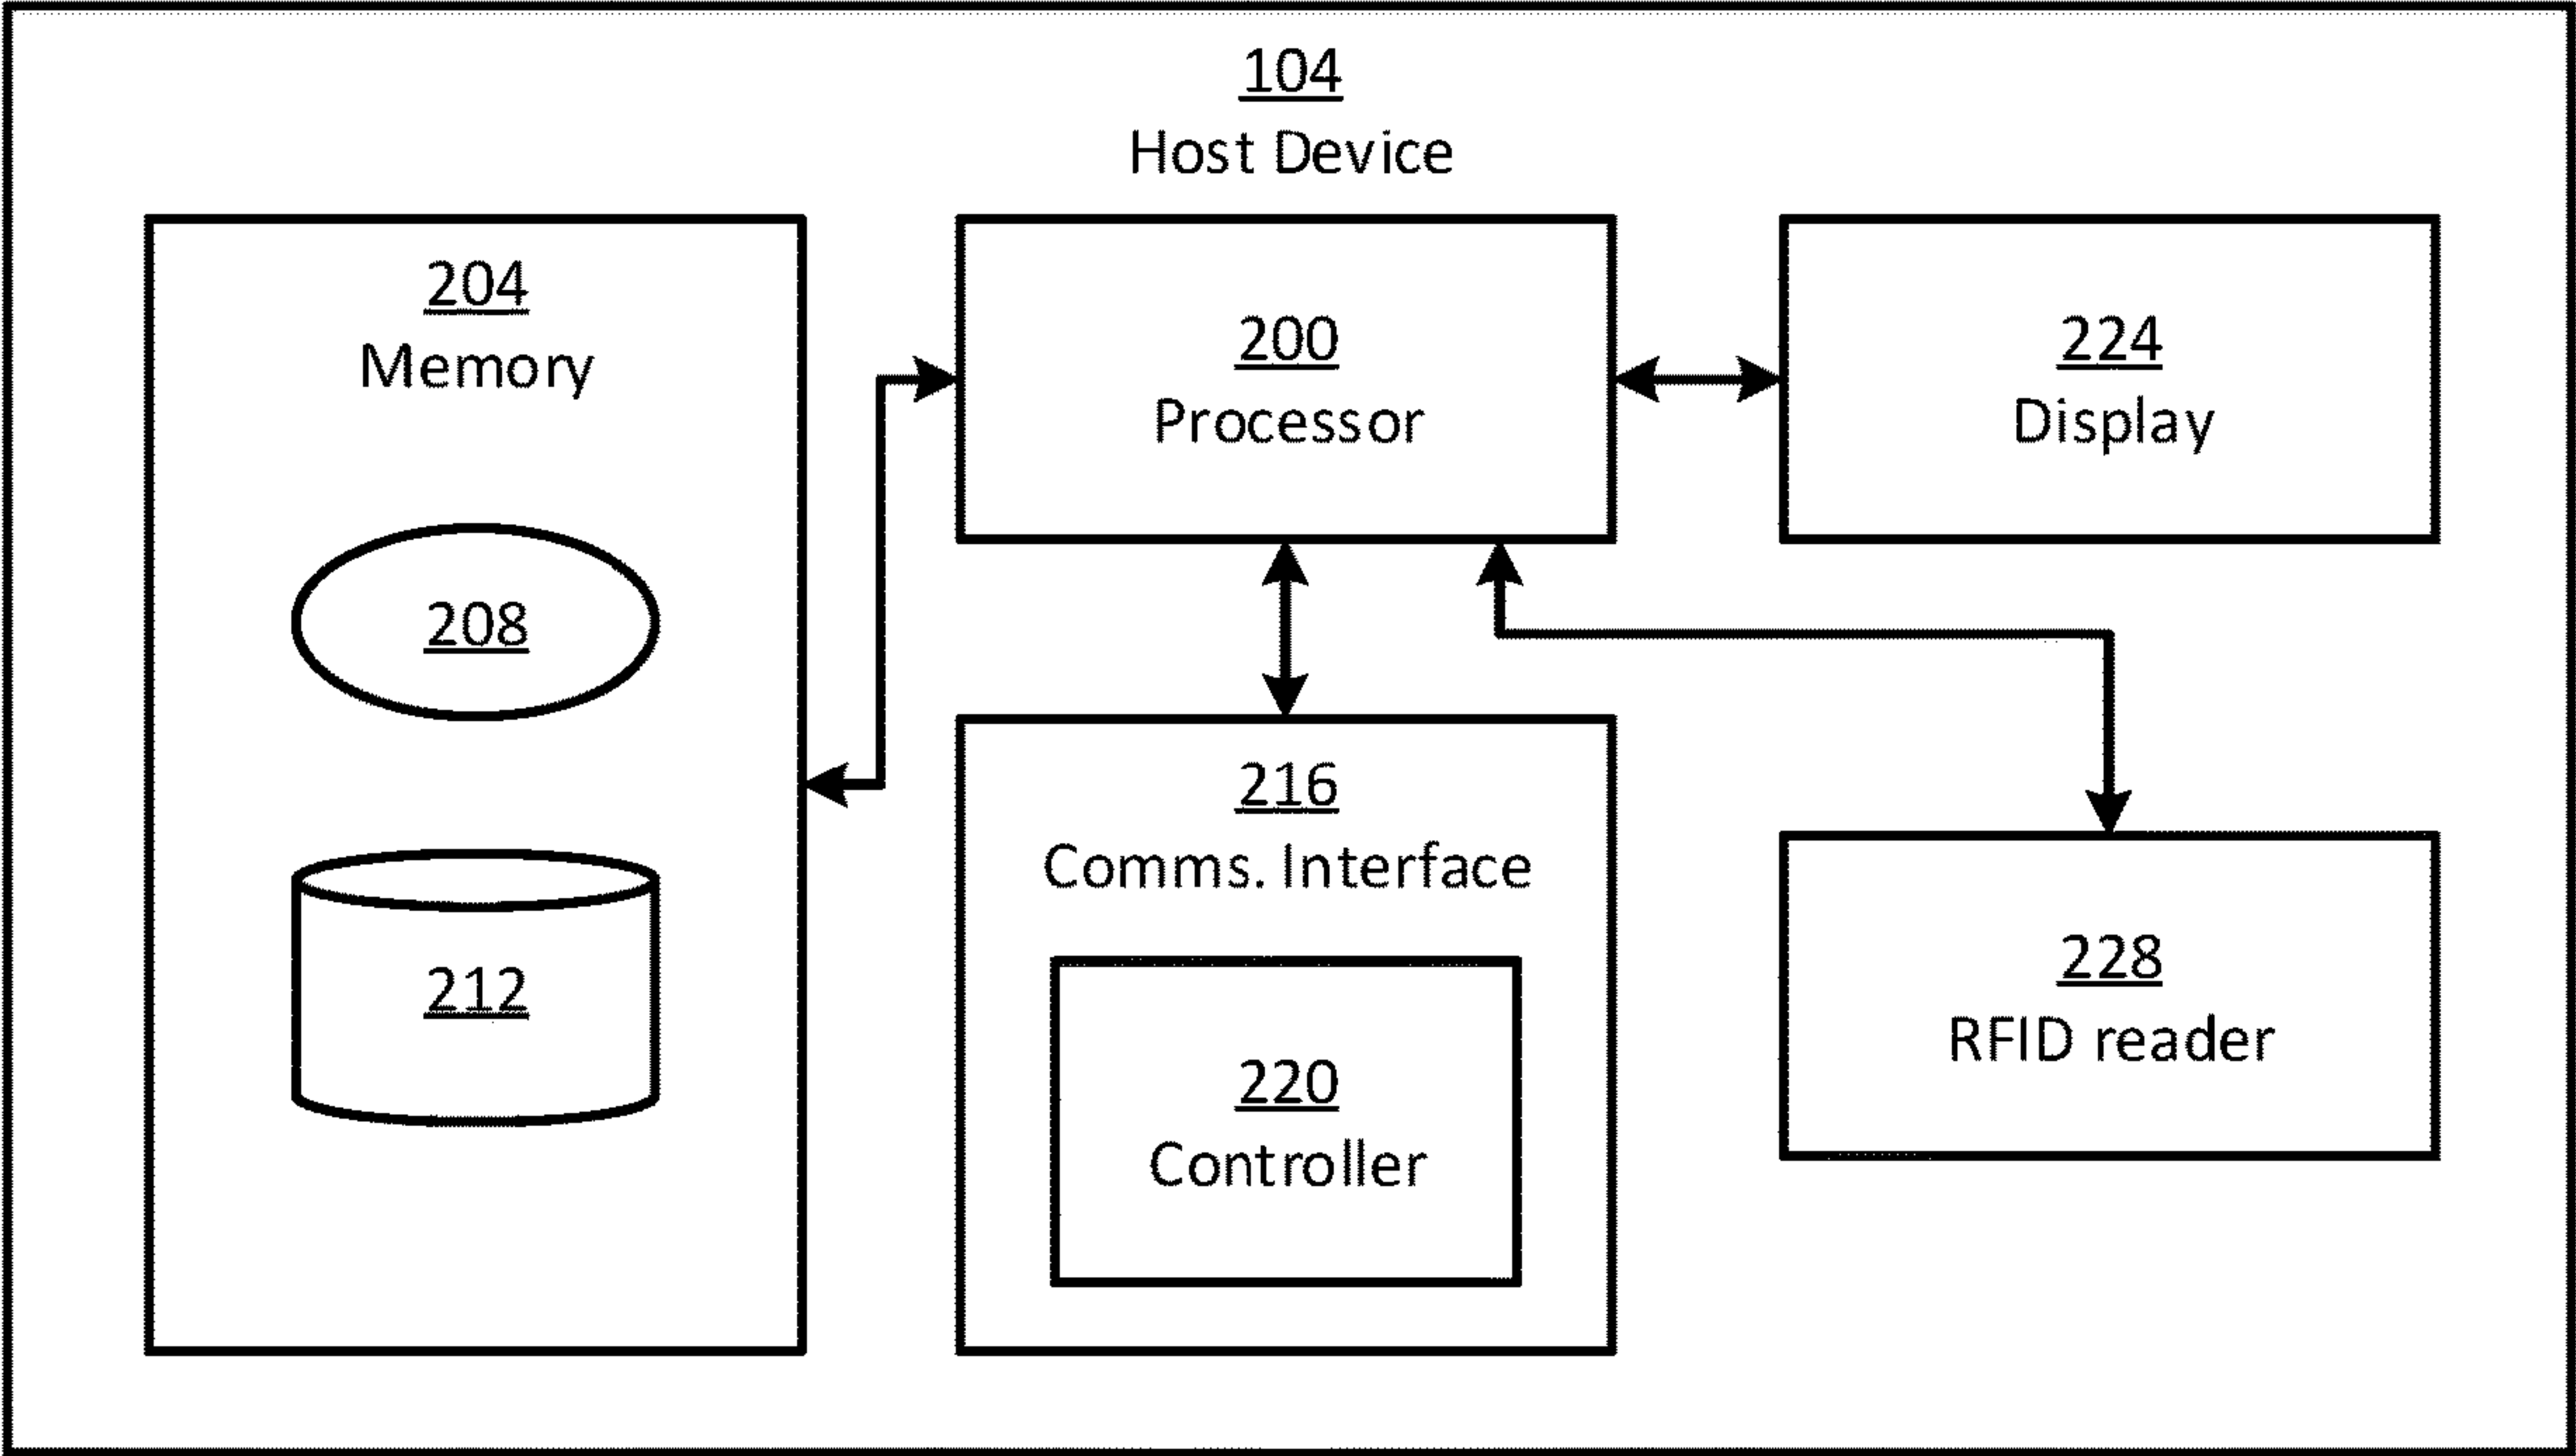 104
Host Device
204
Memory
208
212
200
Processor
216
Comms. Interface
220
Controller
224
Display
228
RFID reader